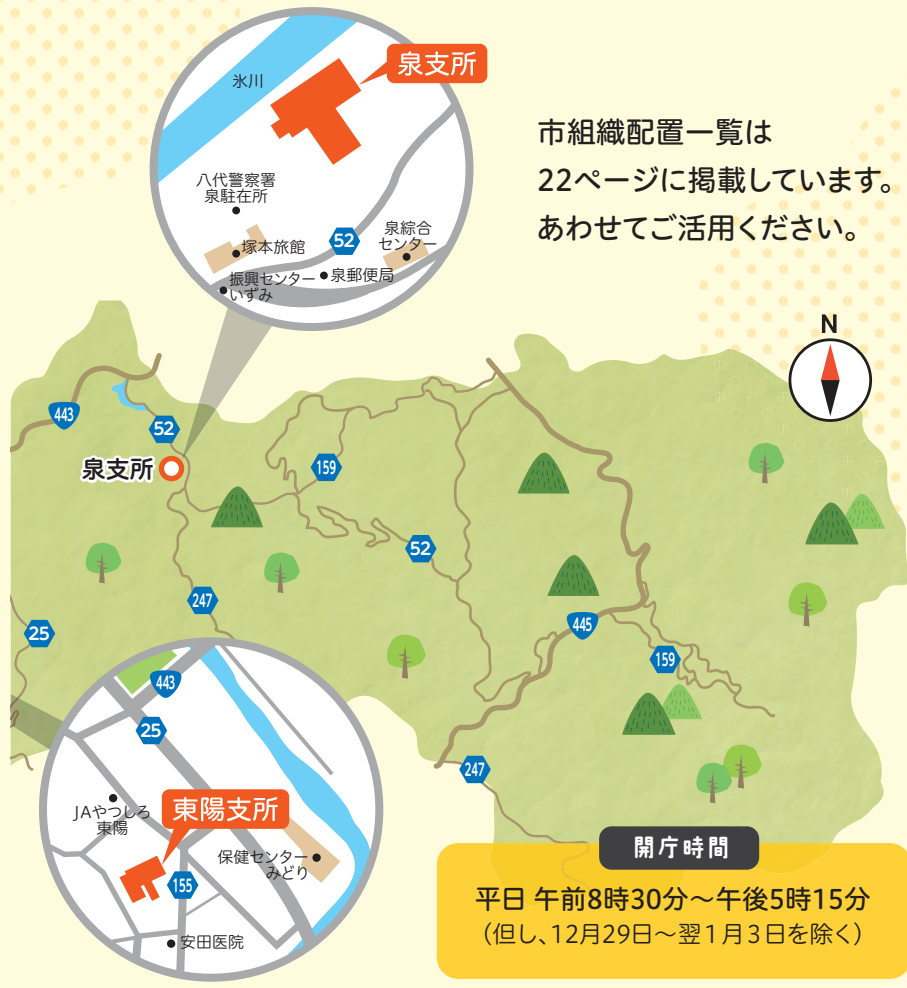 泉支所
氷川
八代警察署
泉駐在所
塚本旅館
52
泉綜合
センター
振興センター
いずみ
泉郵便局
市組織配置一覧は
22ページに掲載しています。
あわせてご活用ください。
N
443
52
泉支所
159
52
247
25
445
159
247
443
25
JAやつしろ
東陽
東陽支所
保健センター
みどり
155
安田医院
開庁時間
平日 午前8時30分～午後5時15分
（但し、12月29日～翌1月3日を除く）